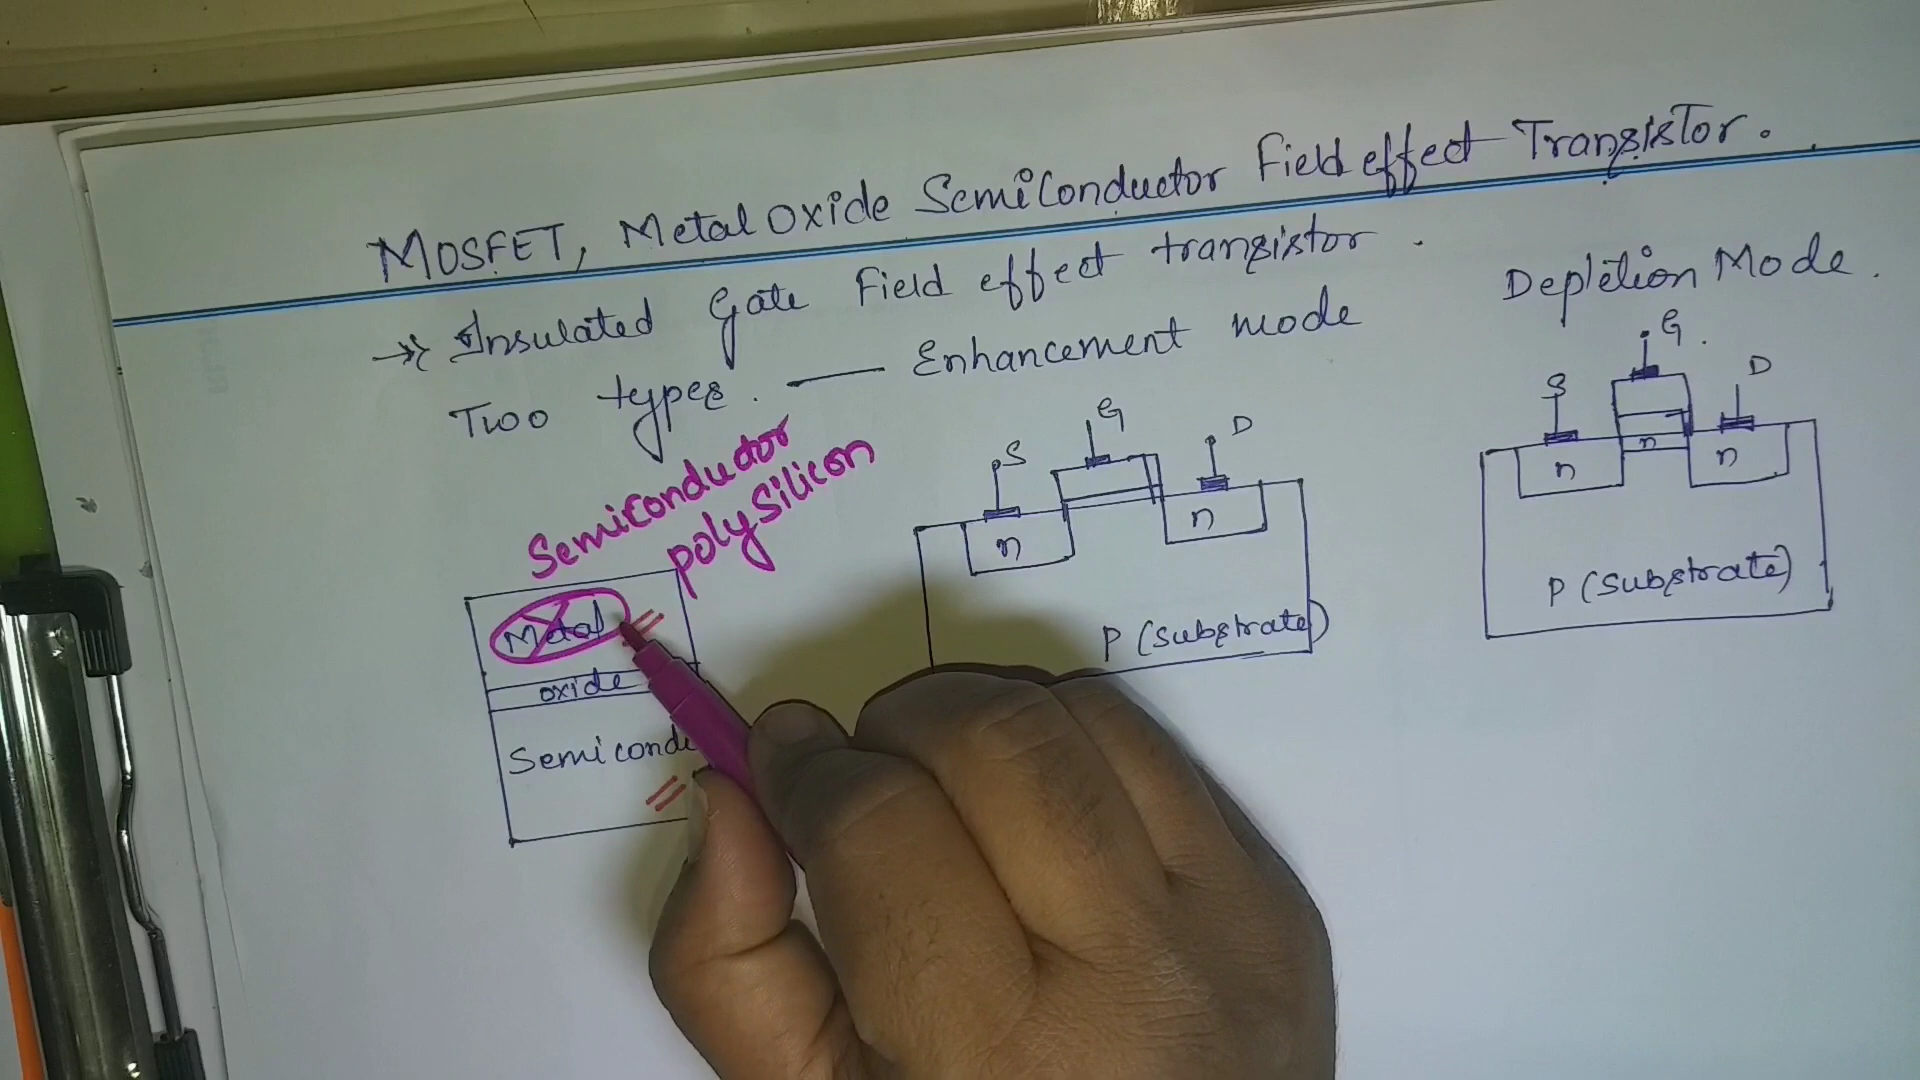 MOSFET, Metal oxide Semiconductor Field effect Transistor.
→ Insulated gate Field effect transistor.
Two types. — Enhancement mode
Depletion Mode.
Semiconductor
polysilicon
Metal
oxide
Semicondu
S
G
D
n
n
P (substrate)
S
G.
D
n
n
n
P (substrate)